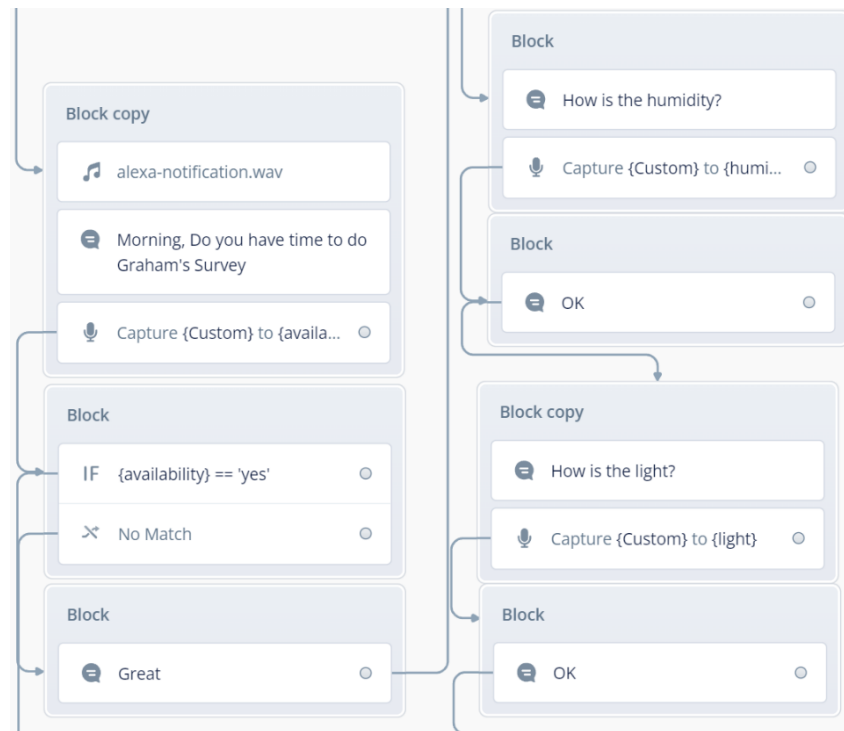 Block copy
alexa-notification.wav
Morning, Do you have time to do
Graham's Survey
Capture {Custom} to {availa...
Block
IF {availability} == 'yes'
No Match
Block
Great
Block
How is the humidity?
Capture {Custom} to {humi...
Block
OK
Block copy
How is the light?
Capture {Custom} to {light}
Block
OK